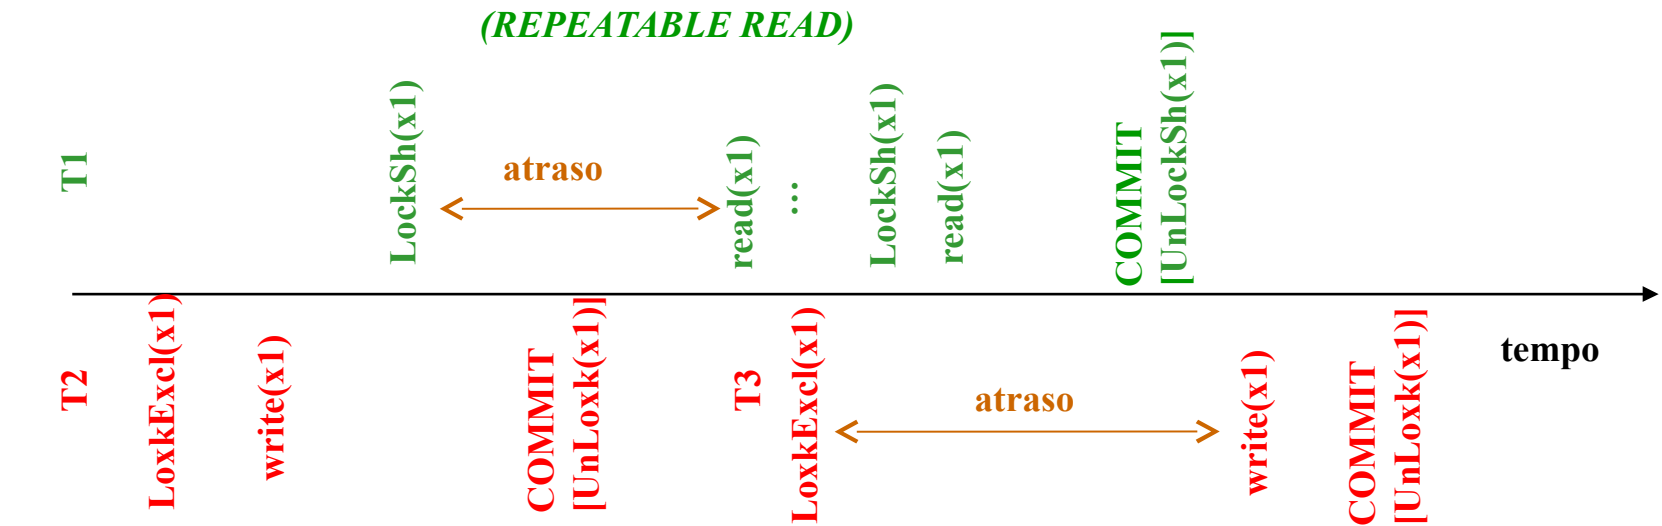 (REPEATABLE READ)
T1
LockSh(x1)
atraso
read(x1)
...
LockSh(x1)
read(x1)
COMMIT
[UnLockSh(x1)]
tempo
T2
LoxkExcl(x1)
write(x1)
COMMIT
[UnLoxk(x1)]
T3
LoxkExcl(x1)
atraso
write(x1)
COMMIT
[UnLoxk(x1)]